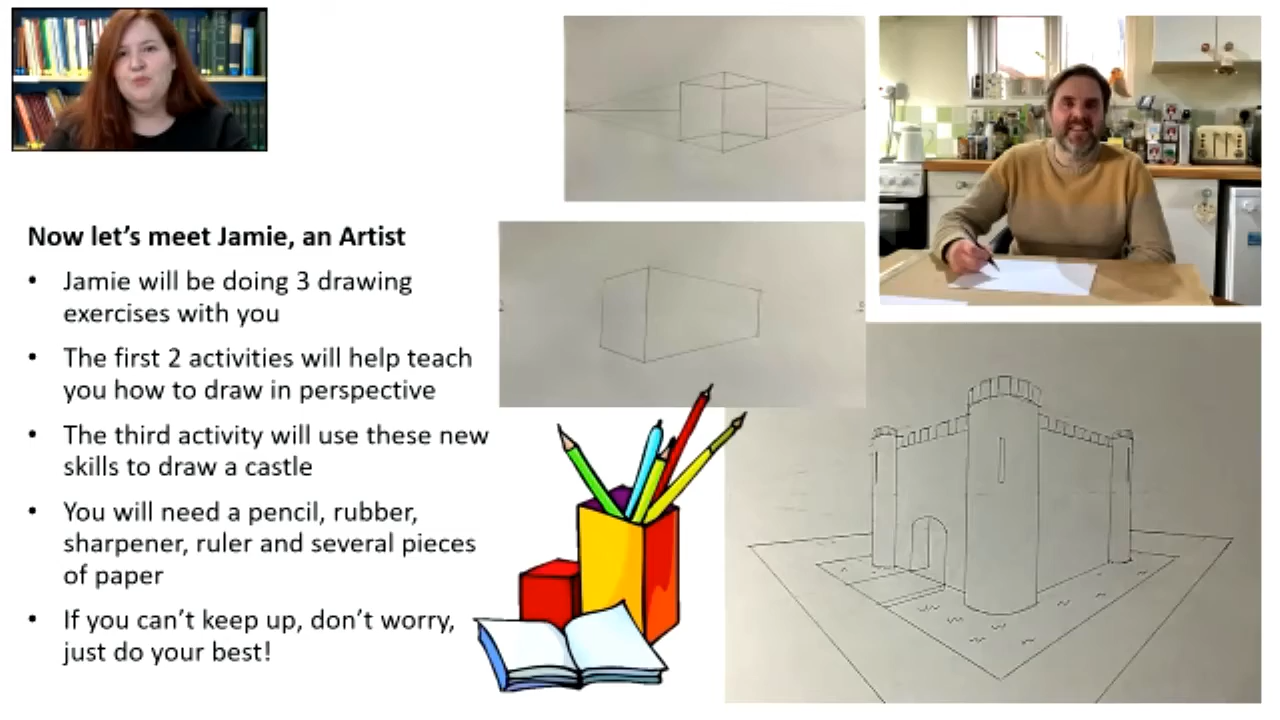 Now let's meet Jamie, an Artist
• Jamie will be doing 3 drawing
exercises with you
• The first 2 activities will help teach
you how to draw in perspective
• The third activity will use these new
skills to draw a castle
• You will need a pencil, rubber,
sharpener, ruler and several pieces
of paper
• If you can't keep up, don't worry,
just do your best!